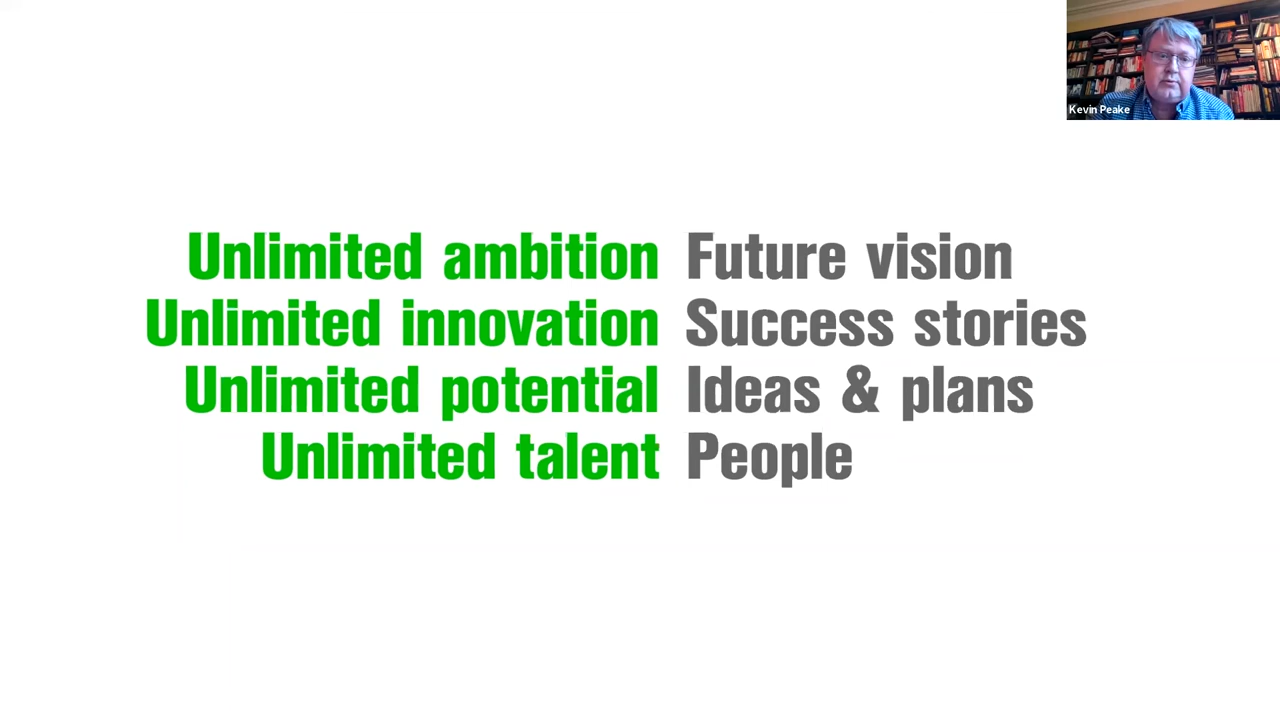 Kevin Peake
Unlimited ambition Future vision
Unlimited innovation Success stories
Unlimited potential Ideas & plans
Unlimited talent People